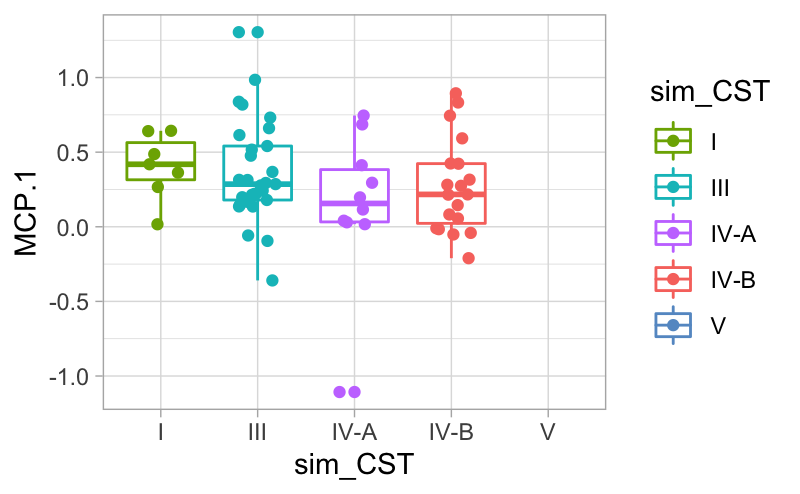 MCP.1
1.0
0.5
0.0
-0.5
-1.0
I III IV-A IV-B V
sim_CST
sim_CST
I
III
IV-A
IV-B
V